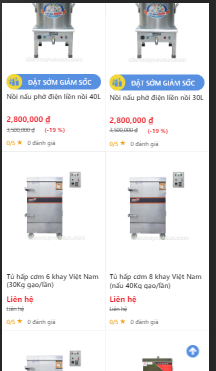 ĐẶT SỚM GIẢM SỐC
Nồi nấu phở điện liền nồi 40L
2,800,000 ₫
3,500,000 ₫ (-19 %)
0/5 ★ 0 đánh giá
ĐẶT SỚM GIẢM SỐC
Nồi nấu phở điện liền nồi 30L
2,800,000 ₫
3,500,000 ₫ (-19 %)
0/5 ★ 0 đánh giá
Tủ hấp cơm 6 khay Việt Nam
(30Kg gạo/lần)
Liên hệ
Liên hệ
0/5 ★ 0 đánh giá
Tủ hấp cơm 8 khay Việt Nam
(nấu 40Kg gạo/lần)
Liên hệ
Liên hệ
0/5 ★ 0 đánh giá